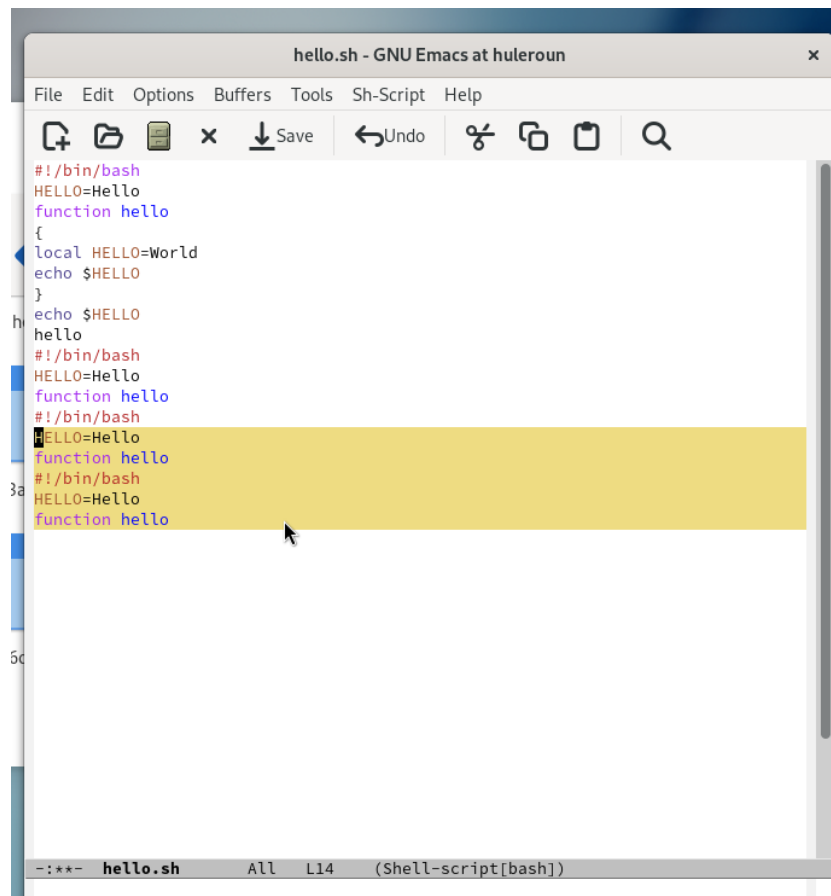 hello.sh - GNU Emacs at huleroun ×
File Edit Options Buffers Tools Sh-Script Help
Save Undo
#!/bin/bash
HELLO=Hello
function hello
{
local HELLO=World
echo $HELLO
}
echo $HELLO
hello
#!/bin/bash
HELLO=Hello
function hello
#!/bin/bash
HELLO=Hello
function hello
#!/bin/bash
HELLO=Hello
function hello
-:**- hello.sh All L14 (Shell-script[bash])